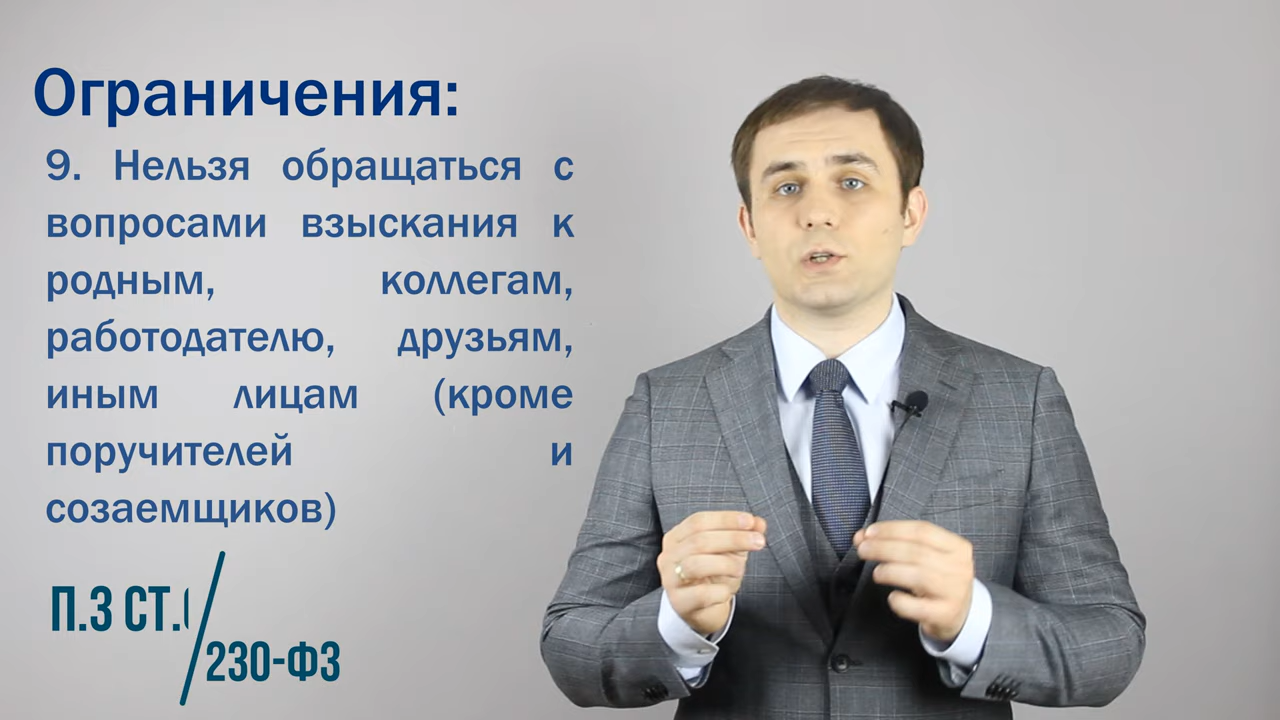 Ограничения:
9. Нельзя обращаться с
вопросами взыскания к
родным, коллегам,
работодателю, друзьям,
иным лицам (кроме
поручителей и
созаемщиков)
П.3 СТ.
230-ФЗ